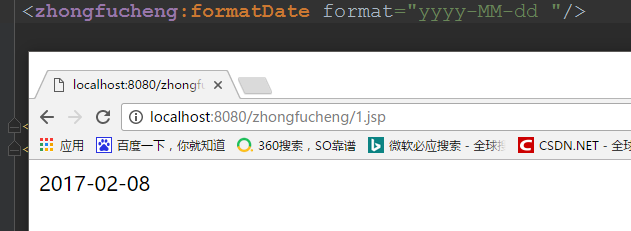 <zhongfucheng:formatDate format="yyyy-MM-dd "/>
localhost:8080/zhongfu
localhost:8080/zhongfucheng/1.jsp
应用 百度一下，你就知道 360搜索，SO靠谱 微软必应搜索 - 全球搜 CSDN.NET - 全球
2017-02-08